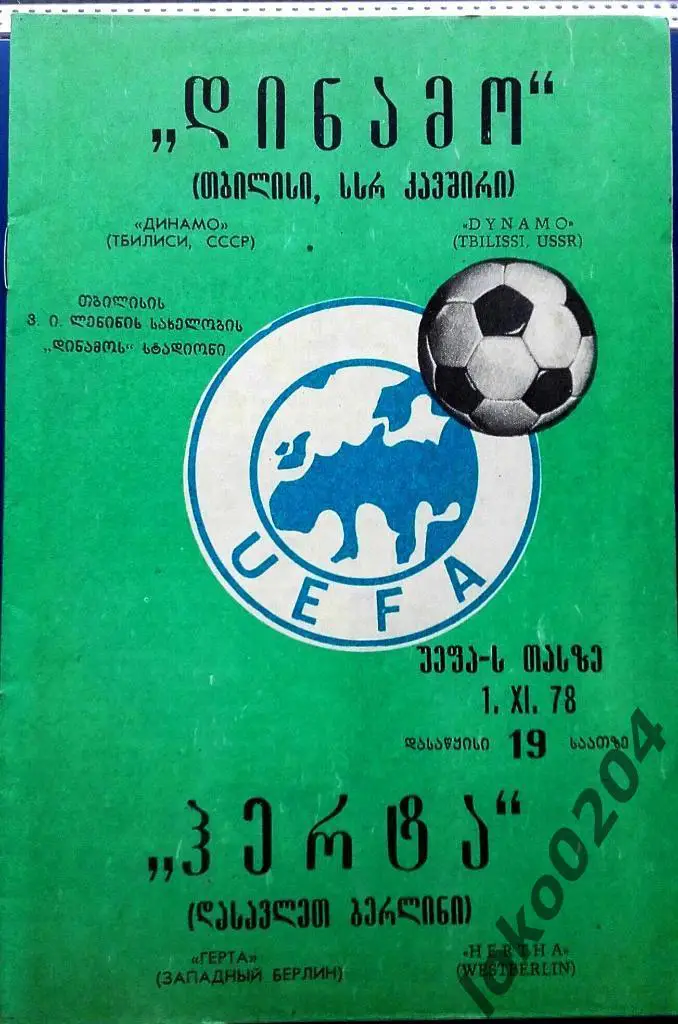 „დინამო“
(თბილისი, სსრ კავშირი)
«ДИНАМО»
(ТБИЛИСИ, СССР)
«DYNAMO»
(TBILISSI, USSR)
თბილისის
ვ. ი. ლენინის სახელობის
„დინამოს“ სტადიონი
UEFA
უეფა-ს თასზე
1. XI. 78
დასაწყისი 19 საათზე
„ჰერტა“
(დასავლეთ ბერლინი)
«ГЕРТА»
(ЗАПАДНЫЙ БЕРЛИН)
«HERTHA»
(WESTBERLIN)
loko0204